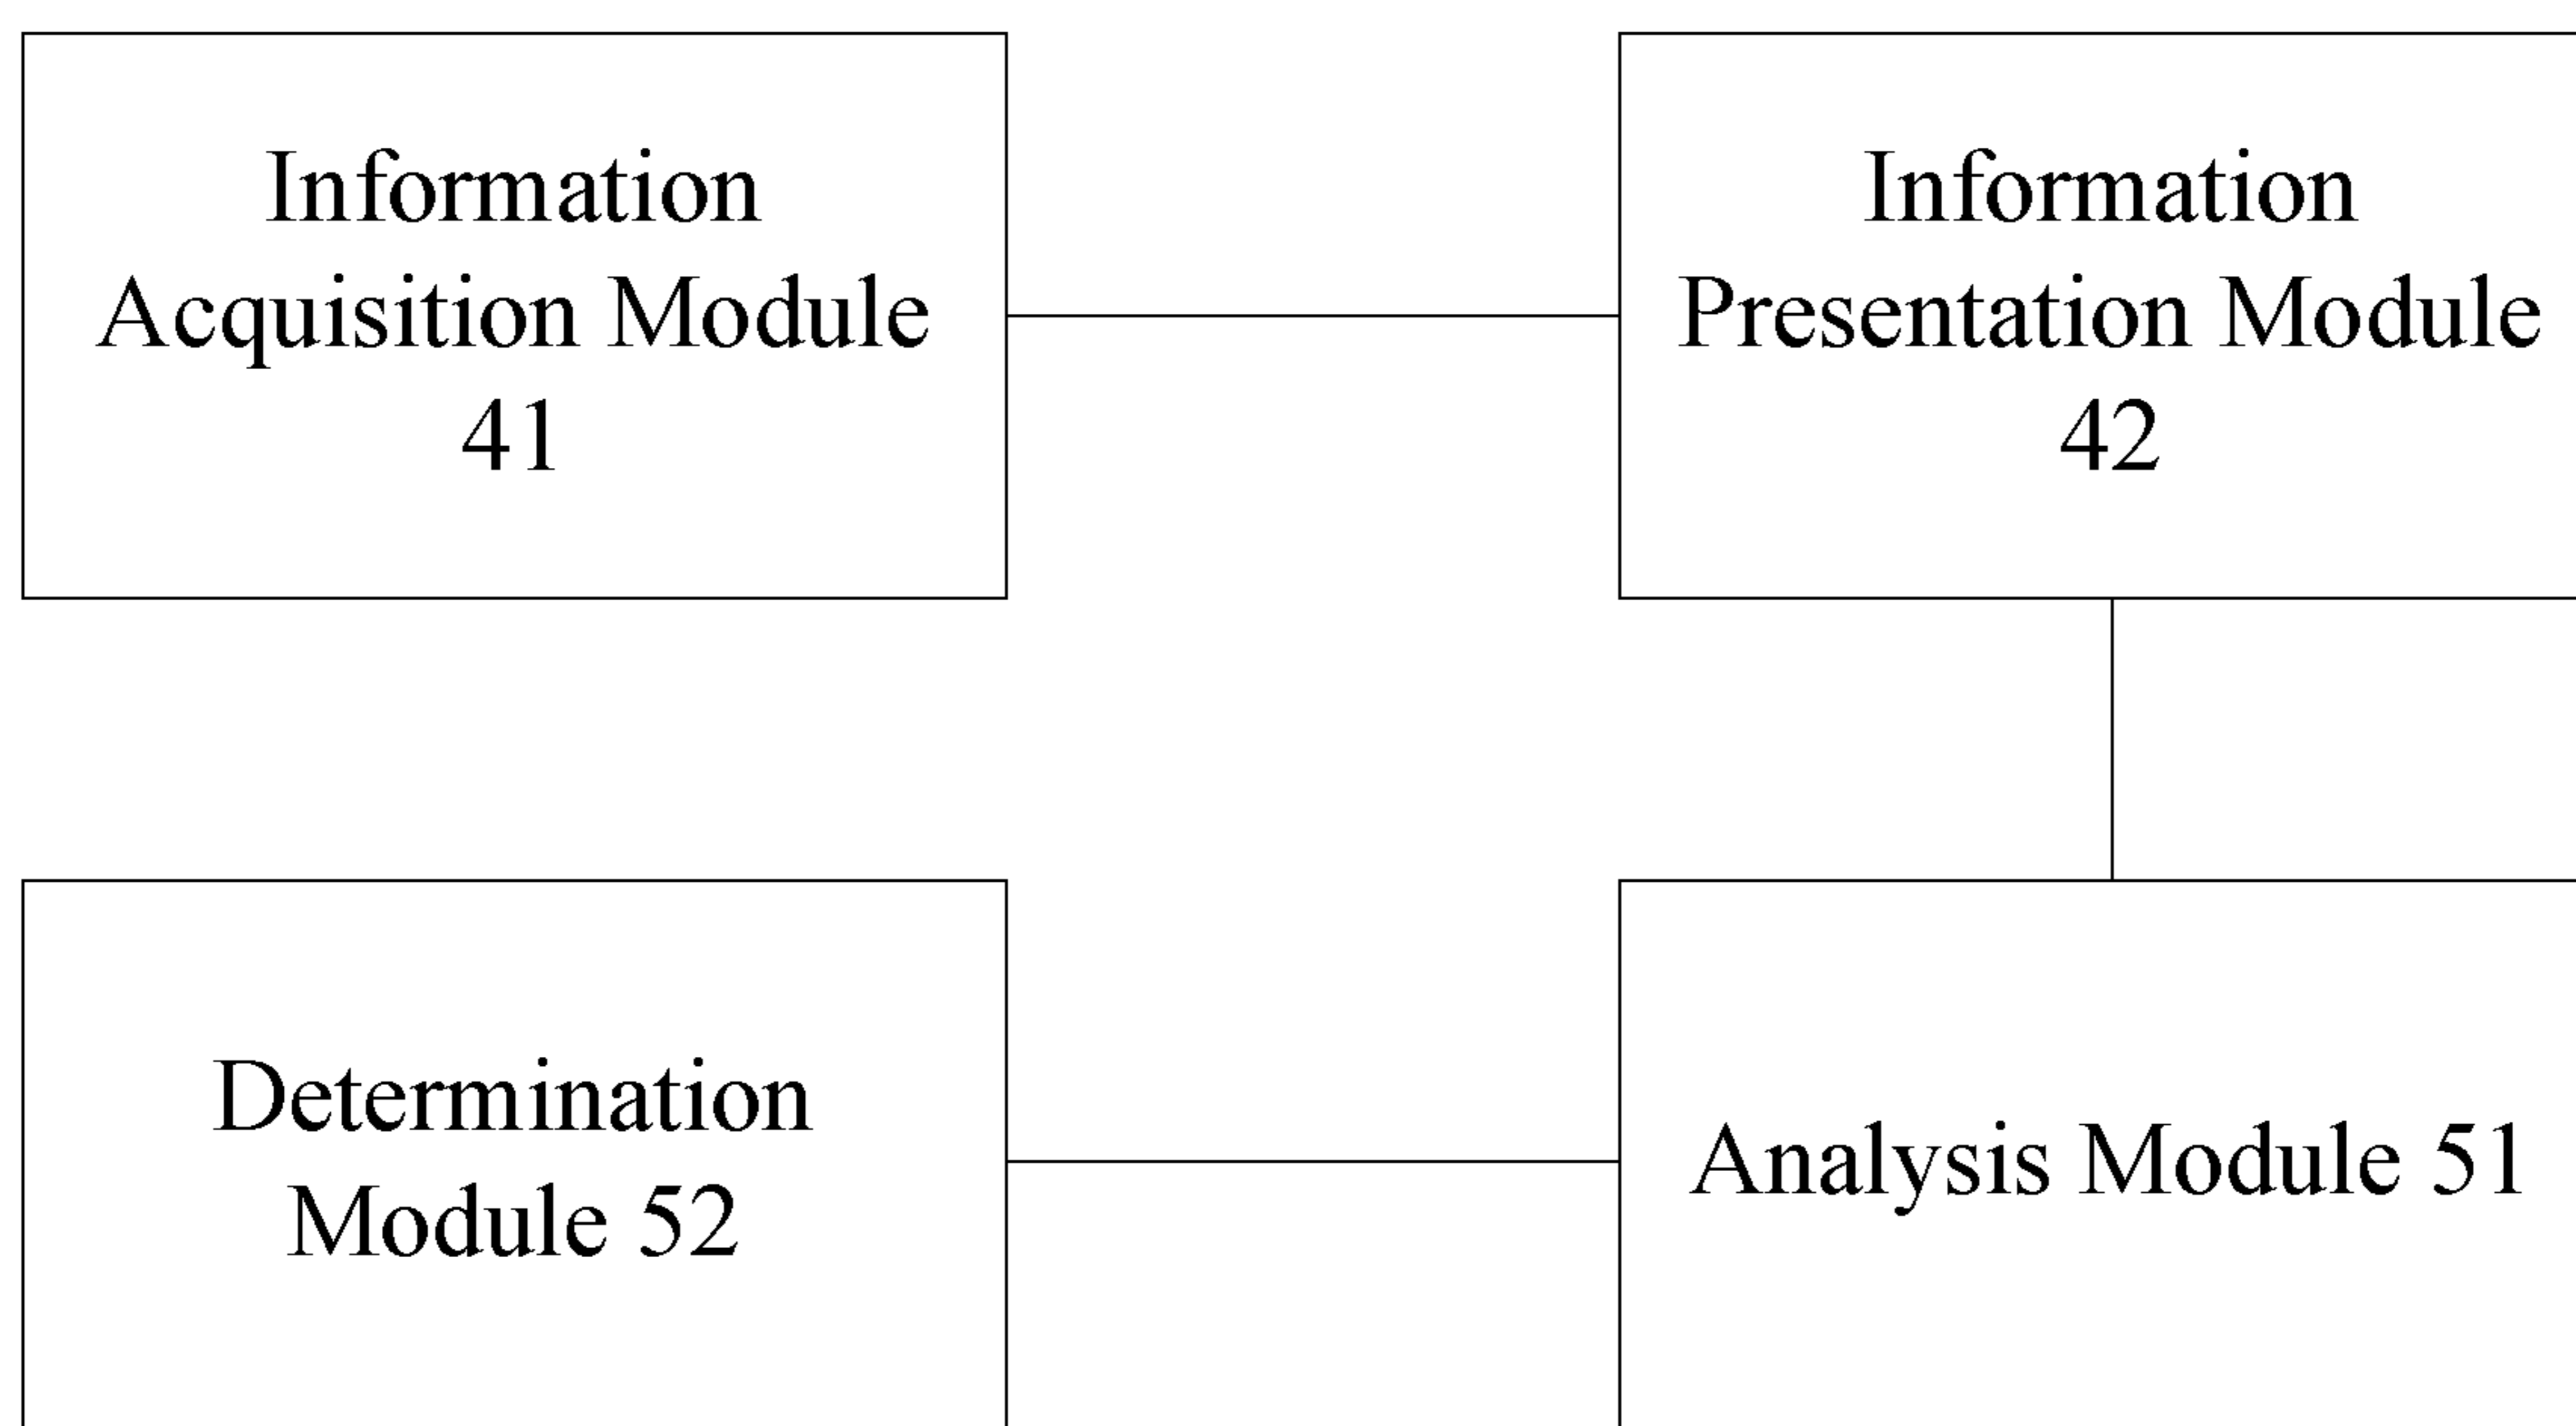 Information
Acquisition Module
41
Information
Presentation Module
42
Determination
Module 52
Analysis Module 51